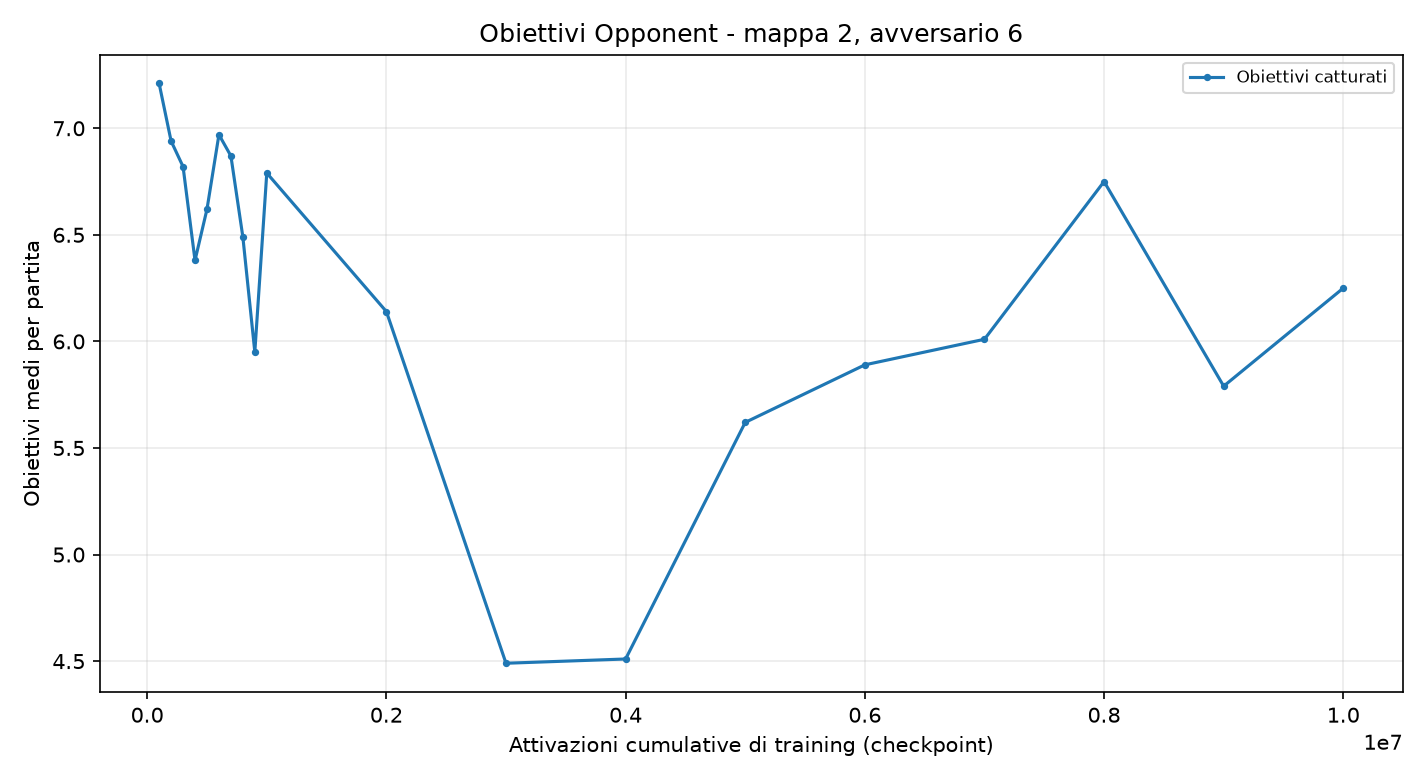 Obiettivi Opponent - mappa 2, avversario 6
Obiettivi catturati
Obiettivi medi per partita
7.0
6.5
6.0
5.5
5.0
4.5
0.0 0.2 0.4 0.6 0.8 1.0
1e7
Attivazioni cumulative di training (checkpoint)